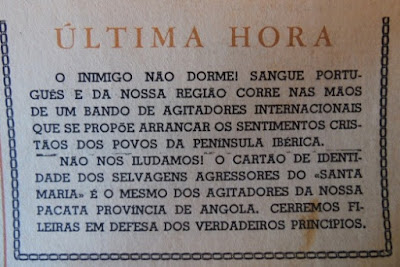 ÚLTIMA HORA
O INIMIGO NÃO DORME! SANGUE PORTU-
GUÊS E DA NOSSA REGIÃO CORRE NAS MÃOS
DE UM BANDO DE AGITADORES INTERNACIONAIS
QUE SE PROPÕE ARRANCAR OS SENTIMENTOS CRIS-
TÃOS DOS POVOS DA PENÍNSULA IBÉRICA.
NÃO NOS ILUDAMOS! O CARTÃO DE IDENTI-
DADE DOS SELVAGENS AGRESSORES DO «SANTA
MARIA» É O MESMO DOS AGITADORES DA NOSSA
PACATA PROVÍNCIA DE ANGOLA. CERREMOS FI-
LEIRAS EM DEFESA DOS VERDADEIROS PRINCÍPIOS.